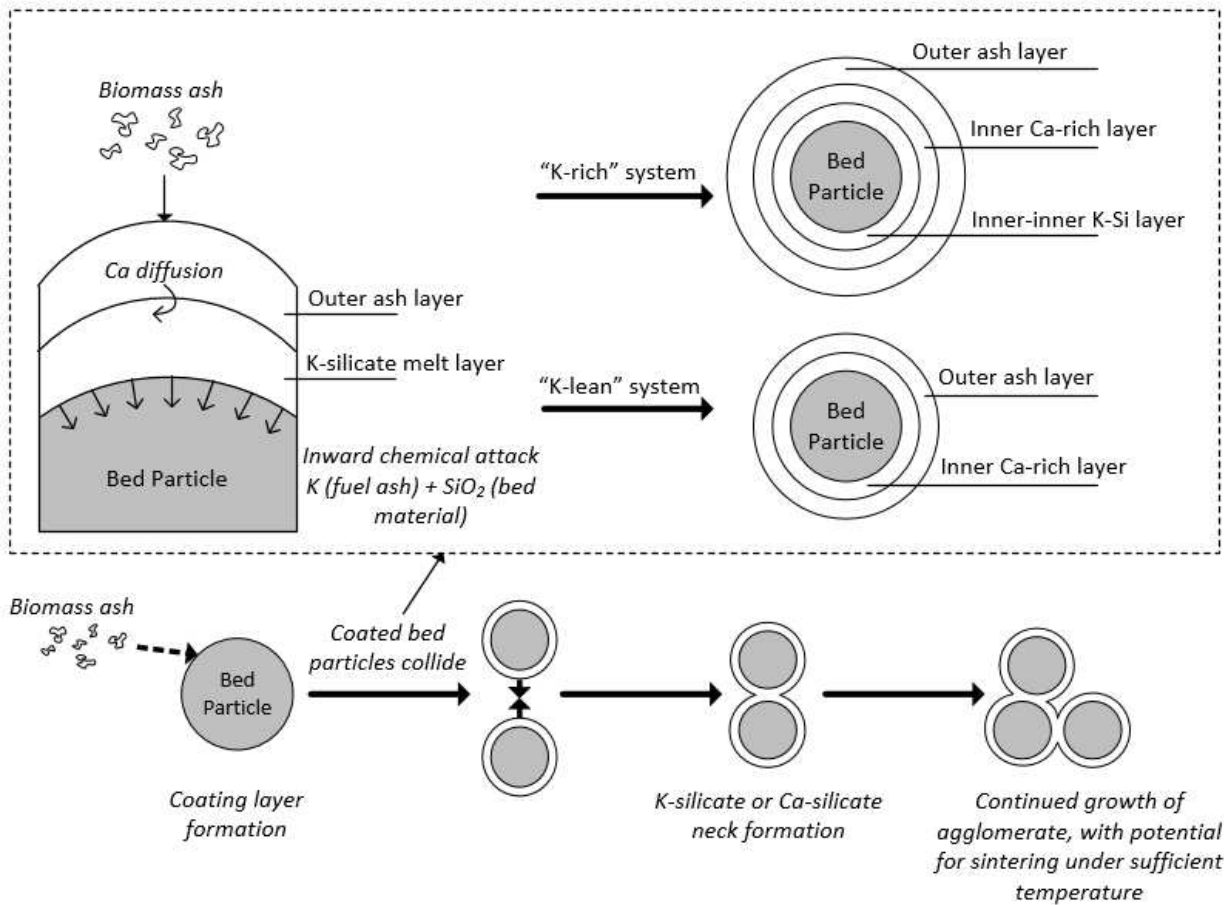 Biomass ash
Ca diffusion
Outer ash layer
K-silicate melt layer
Bed Particle
Inward chemical attack
K (fuel ash) + SiO₂ (bed
material)
“K-rich” system
Outer ash layer
Inner Ca-rich layer
Bed
Particle
Inner-inner K-Si layer
“K-lean” system
Outer ash layer
Bed
Particle
Inner Ca-rich layer
Biomass ash
Bed
Particle
Coating layer
formation
Coated bed
particles collide
K-silicate or Ca-silicate
neck formation
Continued growth of
agglomerate, with potential
for sintering under sufficient
temperature